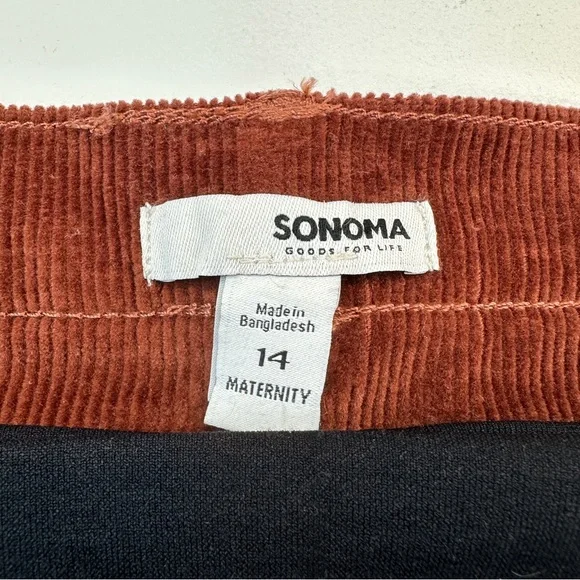 SONOMA
GOODS FOR LIFE
Made in
Bangladesh
14
MATERNITY